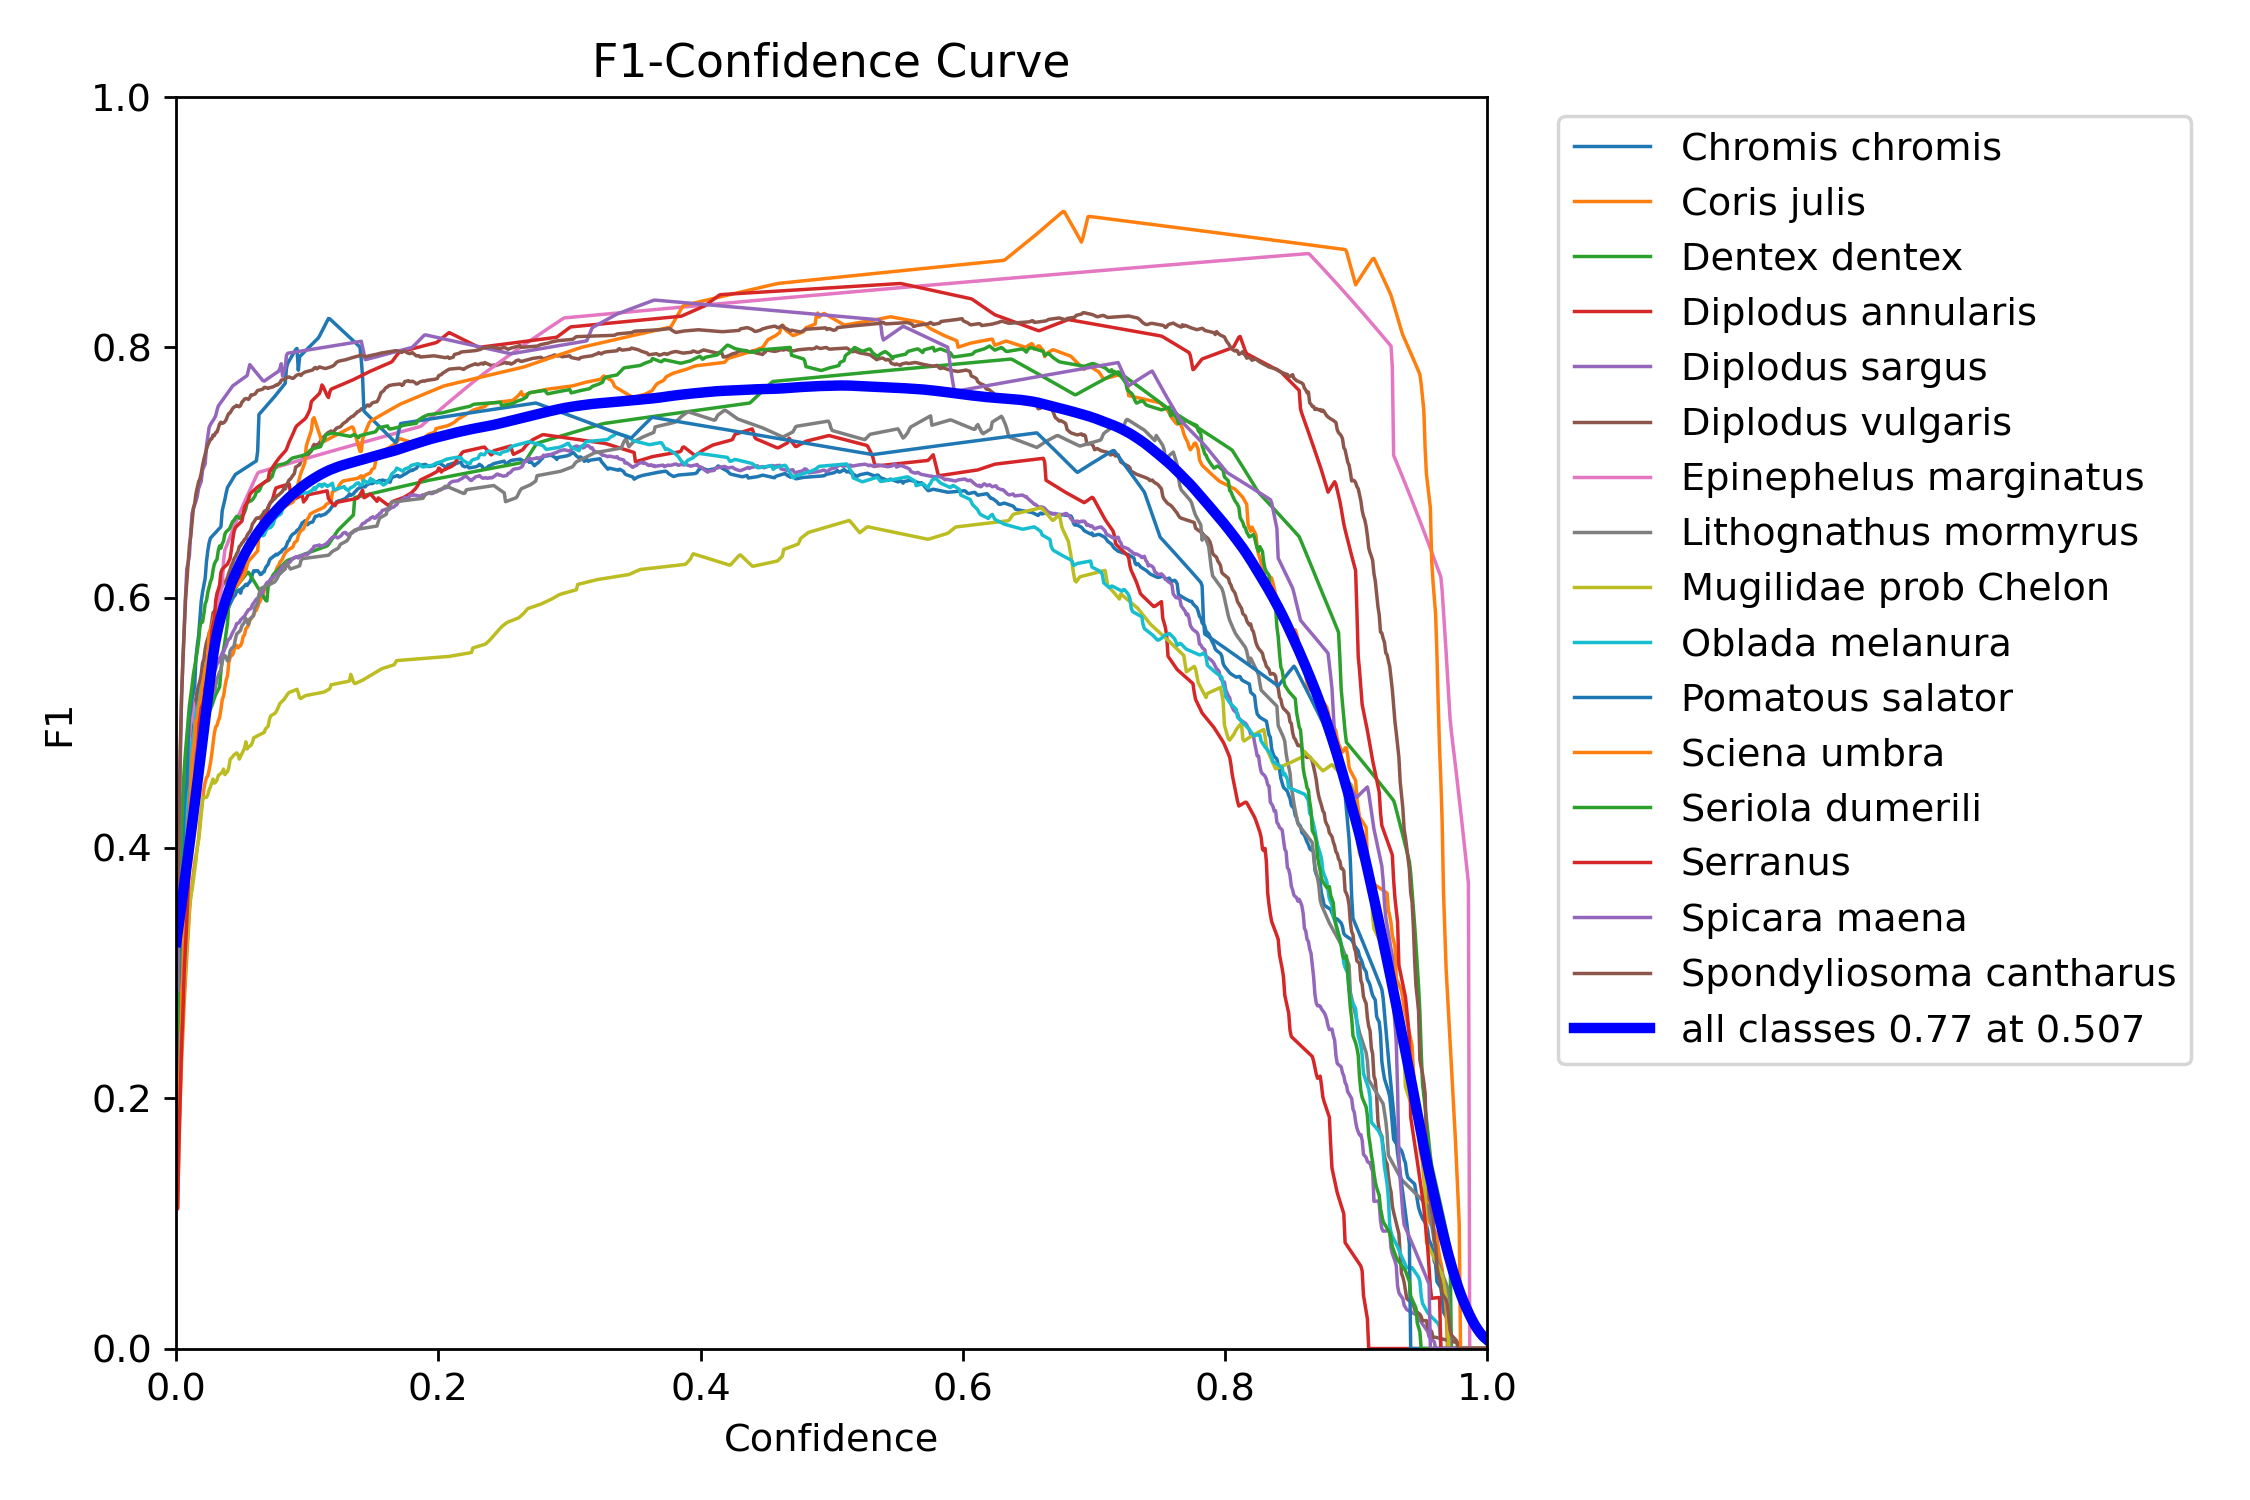 F1-Confidence Curve
1.0
0.8
0.6
0.4
0.2
0.0
F1
0.0 0.2 0.4 0.6 0.8 1.0
Confidence
Chromis chromis
Coris julis
Dentex dentex
Diplodus annularis
Diplodus sargus
Diplodus vulgaris
Epinephelus marginatus
Lithognathus mormyrus
Mugilidae prob Chelon
Oblada melanura
Pomatous salator
Sciena umbra
Seriola dumerili
Serranus
Spicara maena
Spondyliosoma cantharus
all classes 0.77 at 0.507